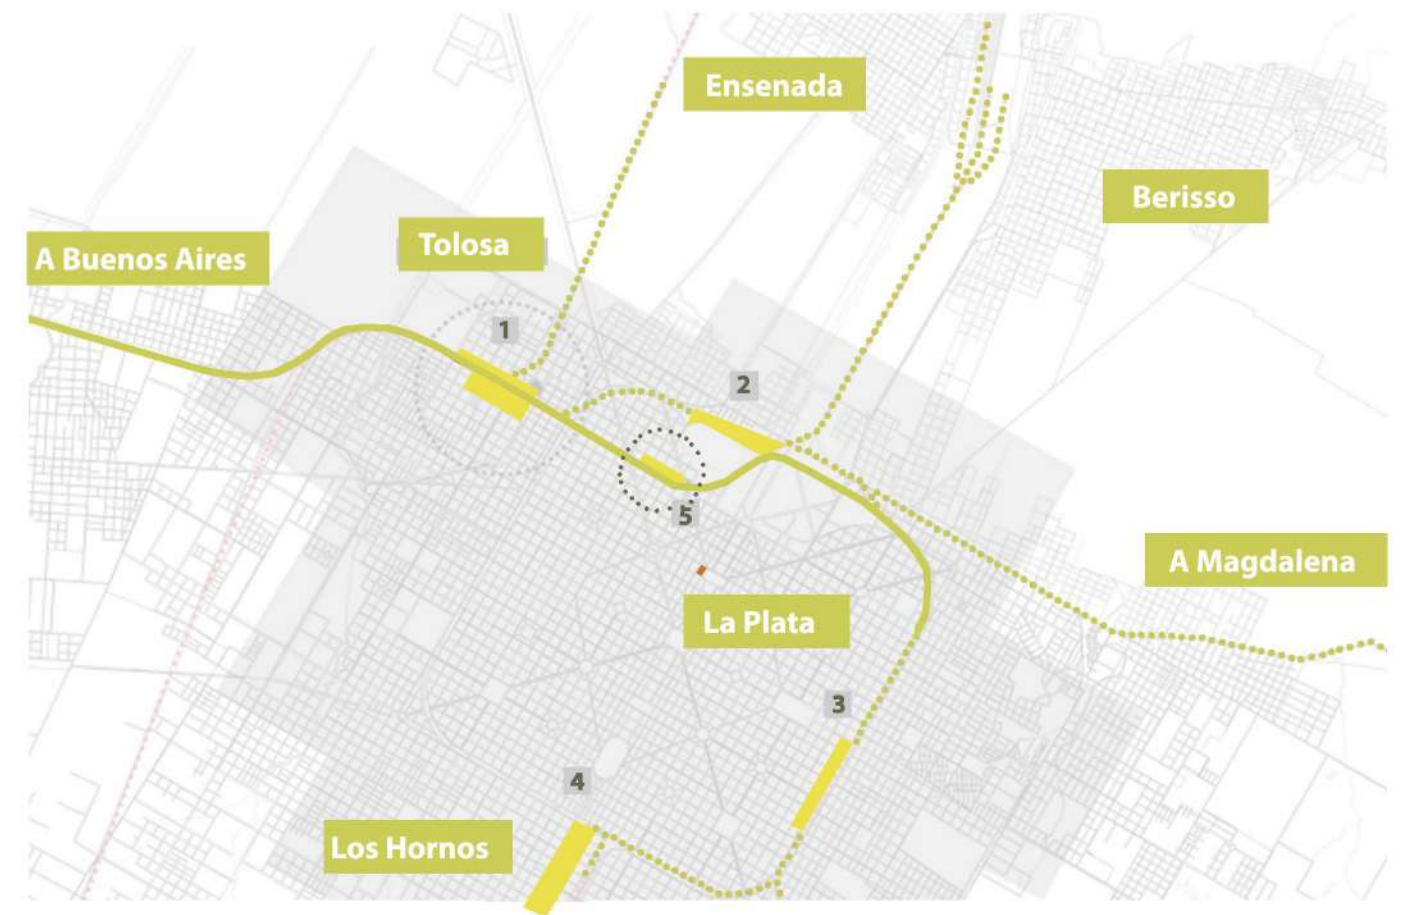 Ensenada
Berisso
Tolosa
A Buenos Aires
1
2
5
A Magdalena
La Plata
3
4
Los Hornos